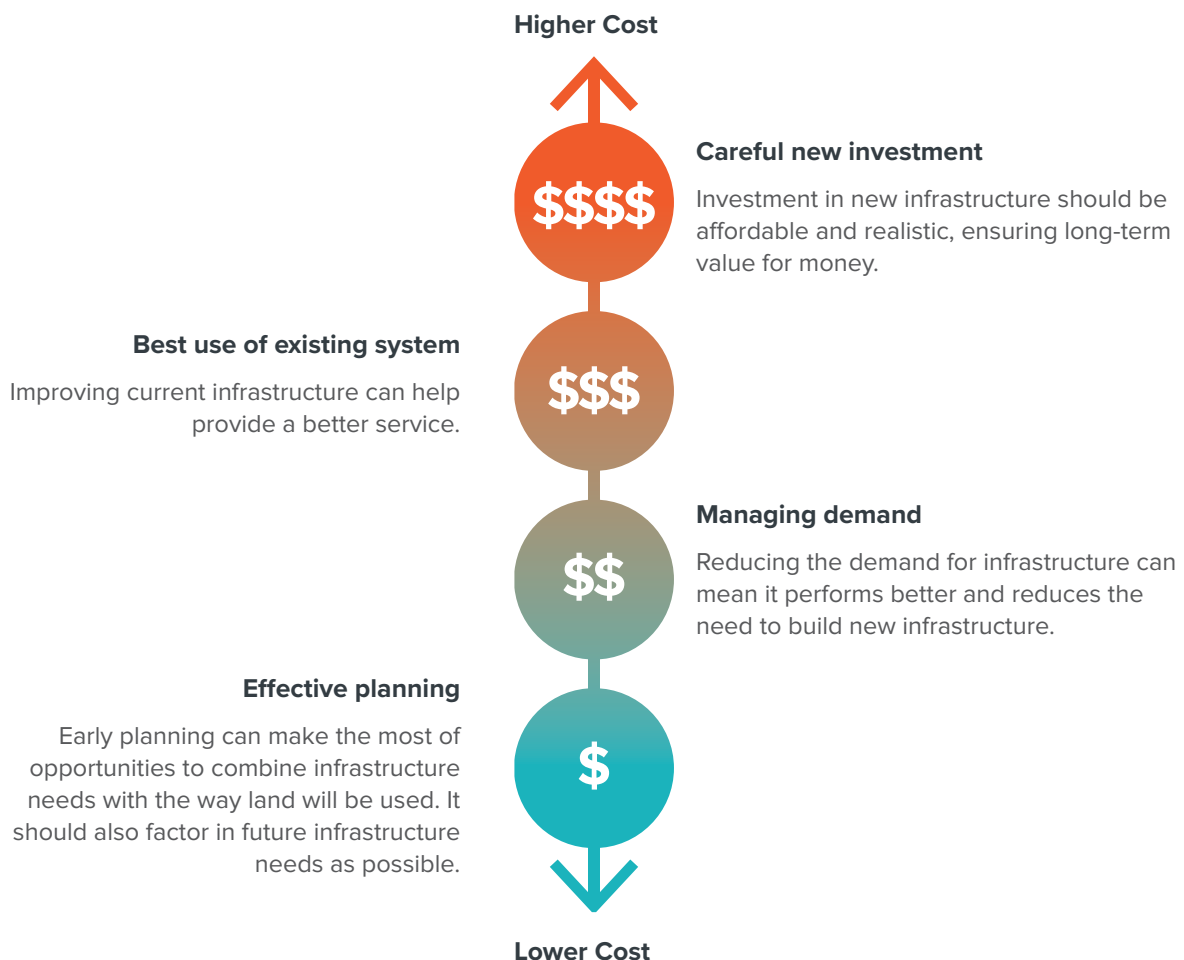 Higher Cost
$$$$
Careful new investment
Investment in new infrastructure should be
affordable and realistic, ensuring long-term
value for money.
Best use of existing system
Improving current infrastructure can help
provide a better service.
$$$
Managing demand
Reducing the demand for infrastructure can
mean it performs better and reduces the
need to build new infrastructure.
$$
Effective planning
Early planning can make the most of
opportunities to combine infrastructure
needs with the way land will be used. It
should also factor in future infrastructure
needs as possible.
$
Lower Cost